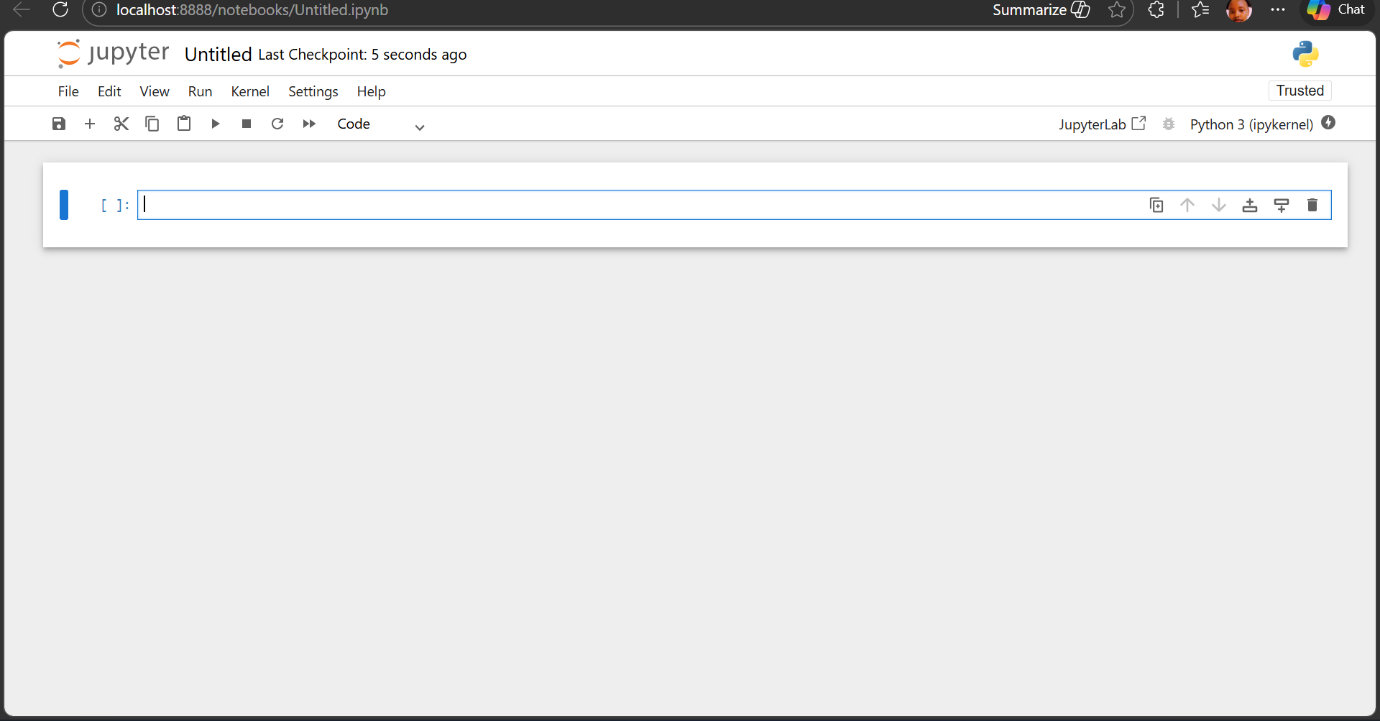 localhost:8888/notebooks/Untitled.ipynb Summarize Chat
jupyter Untitled Last Checkpoint: 5 seconds ago
File Edit View Run Kernel Settings Help Trusted
Code JupyterLab Python 3 (ipykernel)
[ ]: